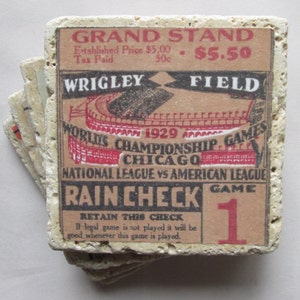 GRAND STAND
Established Price $5.00
Tax Paid 50c
• $5.50
WRIGLEY FIELD
1929
WORLD'S CHAMPIONSHIP GAMES
CHICAGO
NATIONAL LEAGUE VS AMERICAN LEAGUE
RAIN CHECK
RETAIN THIS CHECK
If legal game is not played it will be
good whenever this game is played.
GAME
1